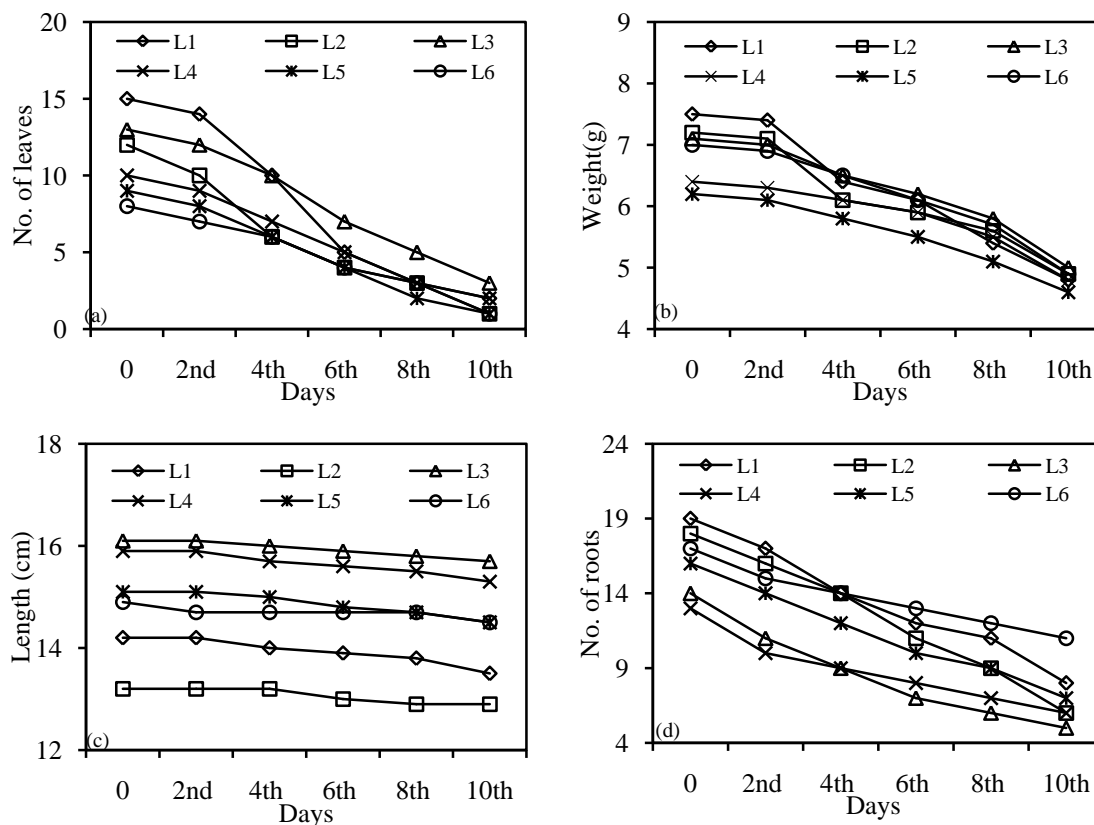 20
15
10
5
0
No. of leaves
L1 L2 L3
L4 L5 L6
(a)
0 2nd 4th 6th 8th 10th
Days
9
8
7
6
5
4
Weight(g)
L1 L2 L3
L4 L5 L6
(b)
0 2nd 4th 6th 8th 10th
Days
18
16
14
12
Length (cm)
L1 L2 L3
L4 L5 L6
(c)
0 2nd 4th 6th 8th 10th
Days
24
19
14
9
4
No. of roots
L1 L2 L3
L4 L5 L6
(d)
0 2nd 4th 6th 8th 10th
Days